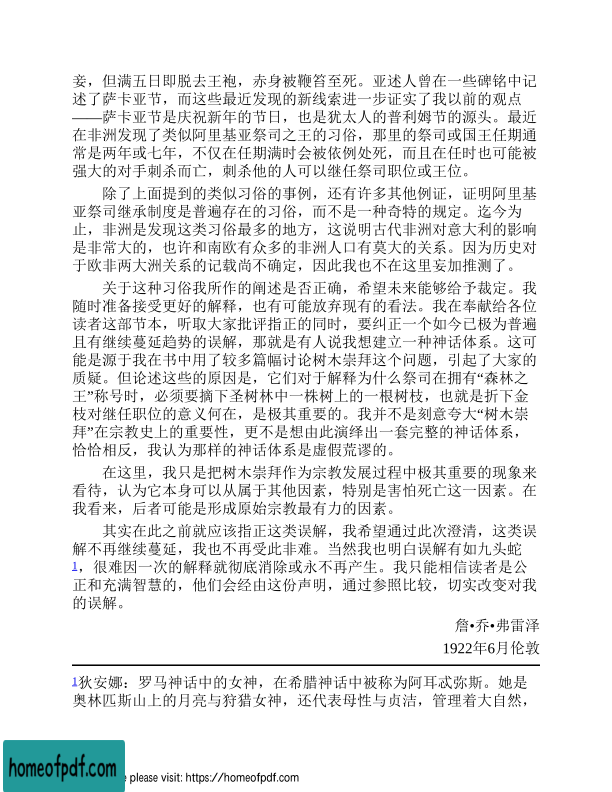 妾，但满五日即脱去王袍，赤身被鞭笞至死。亚述人曾在一些碑铭中记
述了萨卡亚节，而这些最近发现的新线索进一步证实了我以前的观点
——萨卡亚节是庆祝新年的节日，也是犹太人的普利姆节的源头。最近
在非洲发现了类似阿里基亚祭司之王的习俗，那里的祭司或国王任期通
常是两年或七年，不仅在任期满时会被依例处死，而且在任时也可能被
强大的对手刺杀而亡，刺杀他的人可以继任祭司职位或王位。
除了上面提到的类似习俗的事例，还有许多其他例证，证明阿里基
亚祭司继承制度是普遍存在的习俗，而不是一种奇特的规定。迄今为
止，非洲是发现这类习俗最多的地方，这说明古代非洲对意大利的影响
是非常大的，也许和南欧有众多的非洲人口有莫大的关系。因为历史对
于欧非两大洲关系的记载尚不确定，因此我也不在这里妄加推测了。
关于这种习俗我所作的阐述是否正确，希望未来能够给予裁定。我
随时准备接受更好的解释，也有可能放弃现有的看法。我在奉献给各位
读者这部节本，听取大家批评指正的同时，要纠正一个如今已极为普遍
且有继续蔓延趋势的误解，那就是有人说我想建立一种神话体系。这可
能是源于我在书中用了较多篇幅讨论树木崇拜这个问题，引起了大家的
质疑。但论述这些的原因是，它们对于解释为什么祭司在拥有“森林之
王”称号时，必须要摘下圣树林中一株树上的一根树枝，也就是折下金
枝对继任职位的意义何在，是极其重要的。我并不是刻意夸大“树木崇
拜”在宗教史上的重要性，更不是想由此演绎出一套完整的神话体系，
恰恰相反，我认为那样的神话体系是虚假荒谬的。
在这里，我只是把树木崇拜作为宗教发展过程中极其重要的现象来
看待，认为它本身可以从属于其他因素，特别是害怕死亡这一因素。在
我看来，后者可能是形成原始宗教最有力的因素。
其实在此之前就应该指正这类误解，我希望通过此次澄清，这类误
解不再继续蔓延，我也不再受此非难。当然我也明白误解有如九头蛇
1，很难因一次的解释就彻底消除或永不再产生。我只能相信读者是公
正和充满智慧的，他们会经由这份声明，通过参照比较，切实改变对我
的误解。
詹•乔•弗雷泽
1922年6月伦敦
1狄安娜：罗马神话中的女神，在希腊神话中被称为阿耳忒弥斯。她是
奥林匹斯山上的月亮与狩猎女神，还代表母性与贞洁，管理着大自然，
homeofpdf.com
e please visit: https://homeofpdf.com